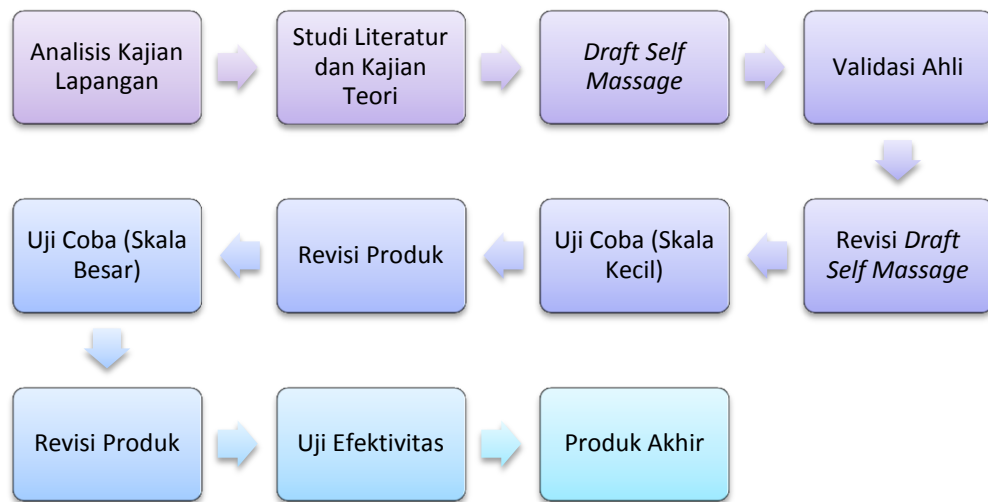 Analisis Kajian
Lapangan
Studi Literatur
dan Kajian
Teori
Draft Self
Massage
Validasi Ahli
Revisi Draft
Self Massage
Uji Coba (Skala
Kecil)
Revisi Produk
Uji Coba (Skala
Besar)
Revisi Produk
Uji Efektivitas
Produk Akhir